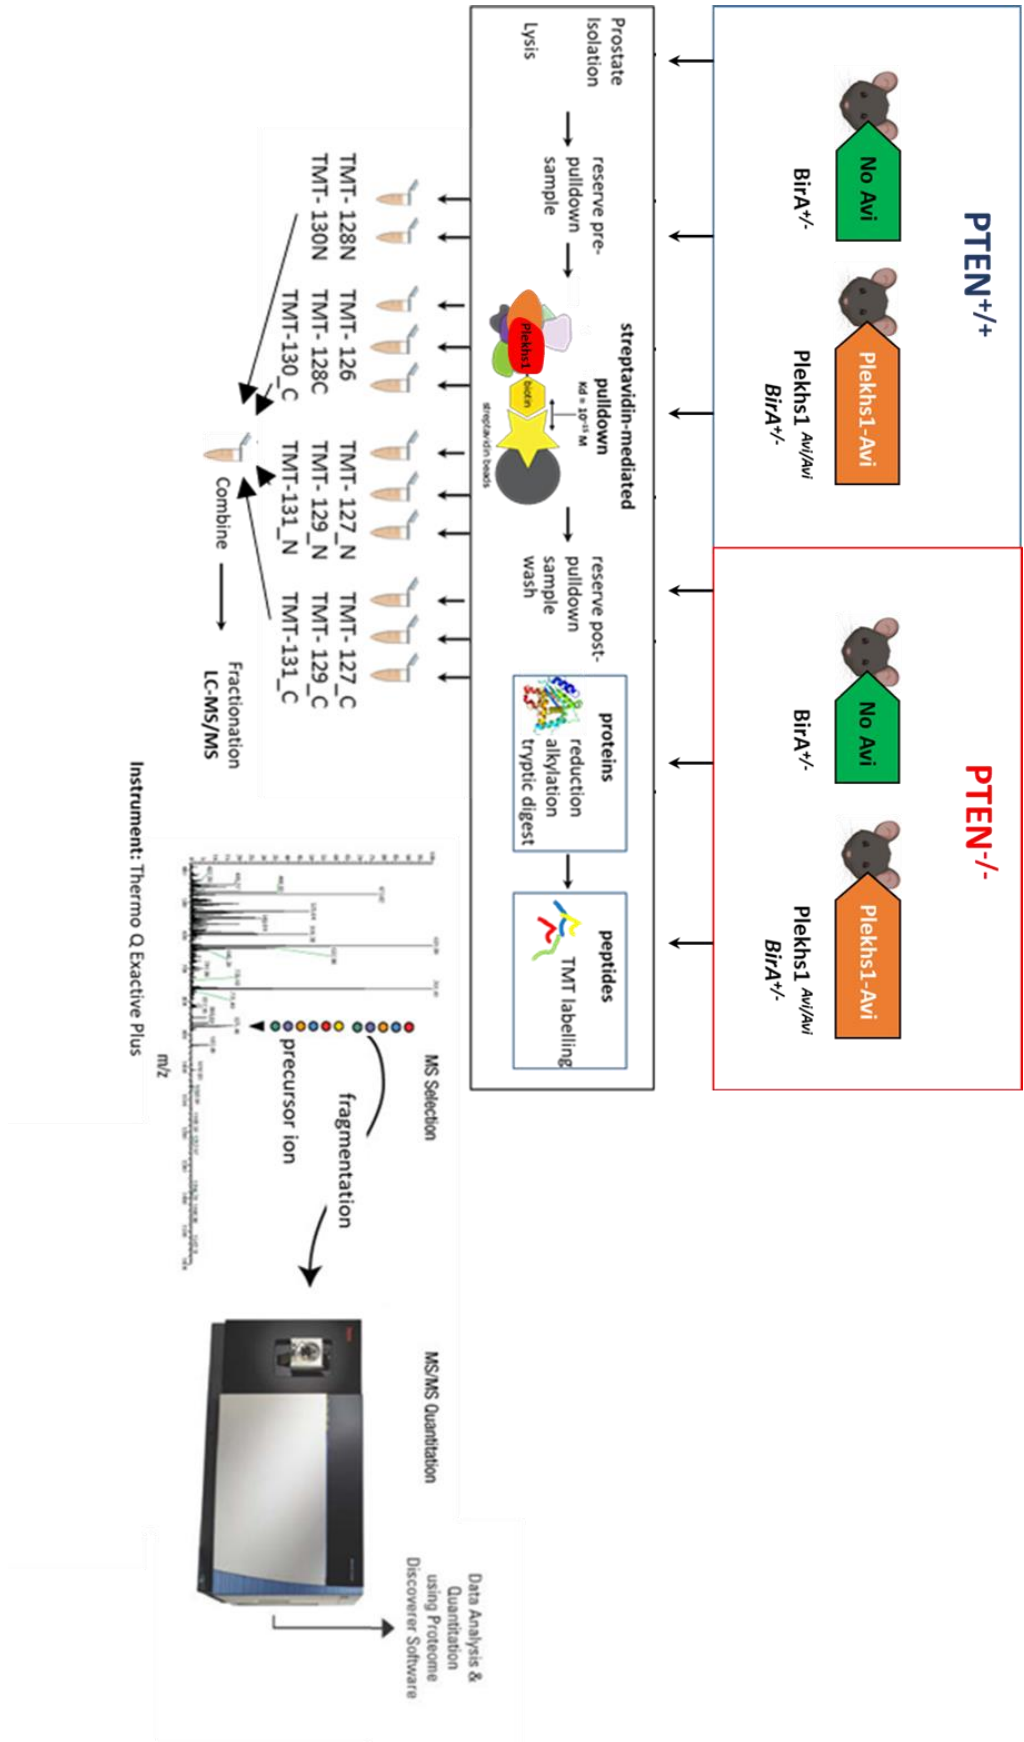 PTEN+/+
PTEN-/-
No Avi
BirA+/-
Plekhs1-Avi
Plekhs1 Avi/Avi
BirA+/-
No Avi
BirA+/-
Plekhs1-Avi
Plekhs1 Avi/Avi
BirA+/-
Prostate
Isolation
Lysis
reserve pre-
pulldown
sample
streptavidin-mediated
pulldown
Kd = 10⁻¹⁵ M
Plekhs1
biotin
streptavidin beads
reserve post-
pulldown
sample
wash
proteins
reduction
alkylation
tryptic digest
peptides
TMT labelling
TMT- 128N
TMT- 130N
TMT- 126
TMT- 128C
TMT-130_C
TMT- 127_N
TMT- 129_N
TMT-131_N
TMT- 127_C
TMT- 129_C
TMT-131_C
Combine
Fractionation
LC-MS/MS
MS Selection
fragmentation
precursor ion
m/z
Instrument: Thermo Q Exactive Plus
MS/MS Quantitation
Data Analysis &
Quantitation
using Proteome
Discoverer Software